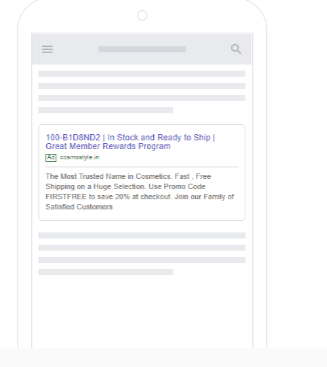 100-B1D8ND2 | In Stock and Ready to Ship |
Great Member Rewards Program
Ad cosmostyle.in
The Most Trusted Name in Cosmetics. Fast , Free
Shipping on a Huge Selection. Use Promo Code
FIRSTFREE to save 20% at checkout. Join our Family of
Satisfied Customers